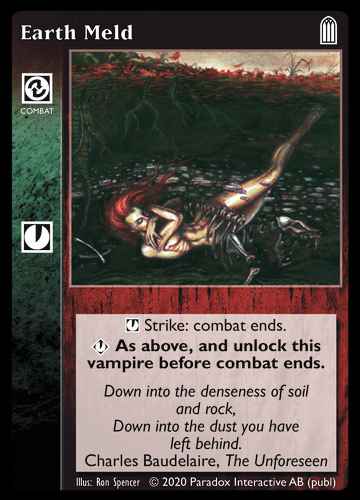 Earth Meld
COMBAT
Strike: combat ends.
As above, and unlock this
vampire before combat ends.
Down into the denseness of soil
and rock,
Down into the dust you have
left behind.
Charles Baudelaire, The Unforeseen
Illus: Ron Spencer © 2020 Paradox Interactive AB (publ)